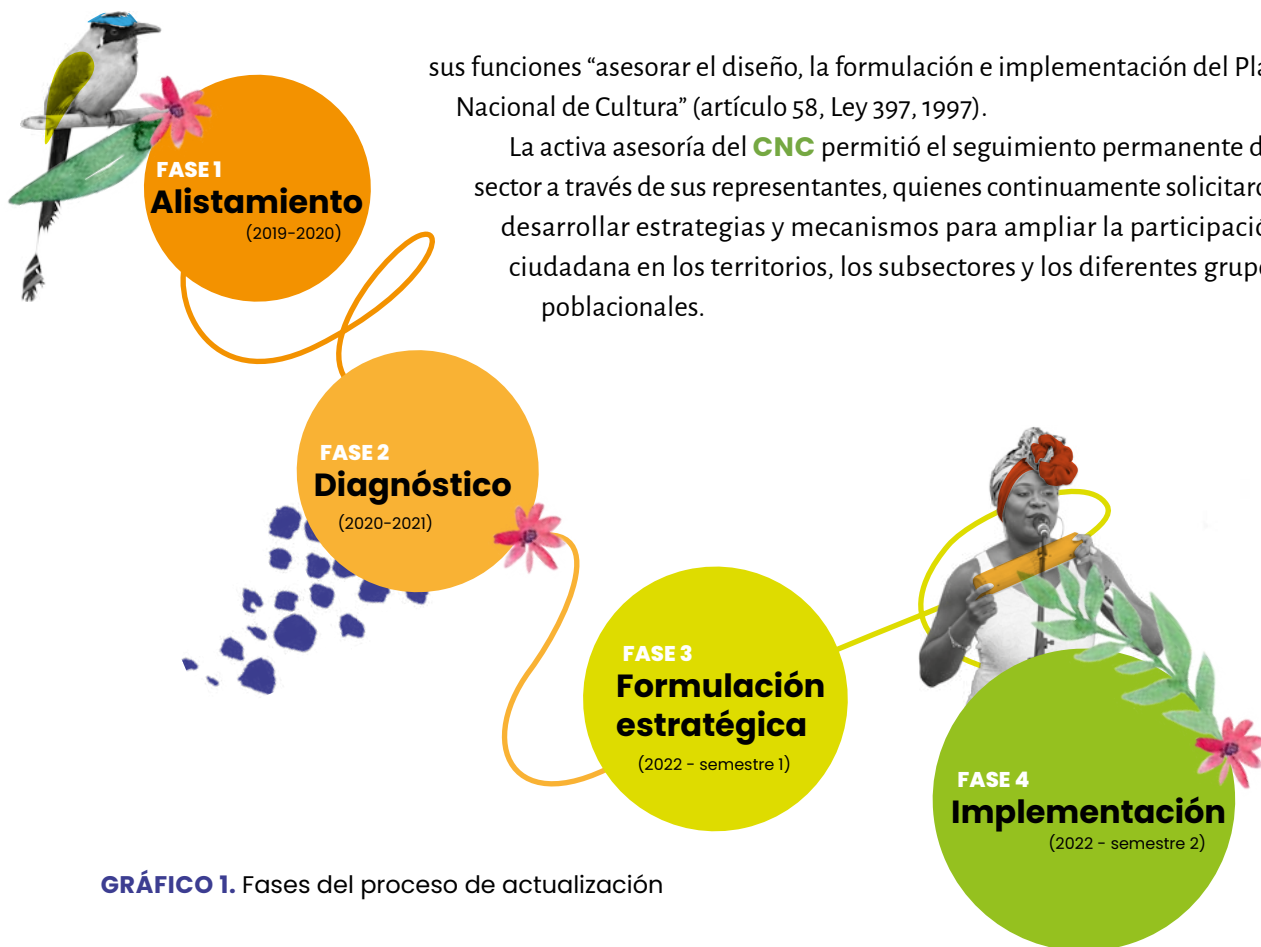 sus funciones “asesorar el diseño, la formulación e implementación del Pla
Nacional de Cultura” (artículo 58, Ley 397, 1997).
La activa asesoría del CNC permitió el seguimiento permanente d
sector a través de sus representantes, quienes continuamente solicitaro
desarrollar estrategias y mecanismos para ampliar la participació
ciudadana en los territorios, los subsectores y los diferentes grup
poblacionales.
FASE 1
Alistamiento
(2019-2020)
FASE 2
Diagnóstico
(2020-2021)
FASE 3
Formulación
estratégica
(2022 - semestre 1)
FASE 4
Implementación
(2022 - semestre 2)
GRÁFICO 1. Fases del proceso de actualización